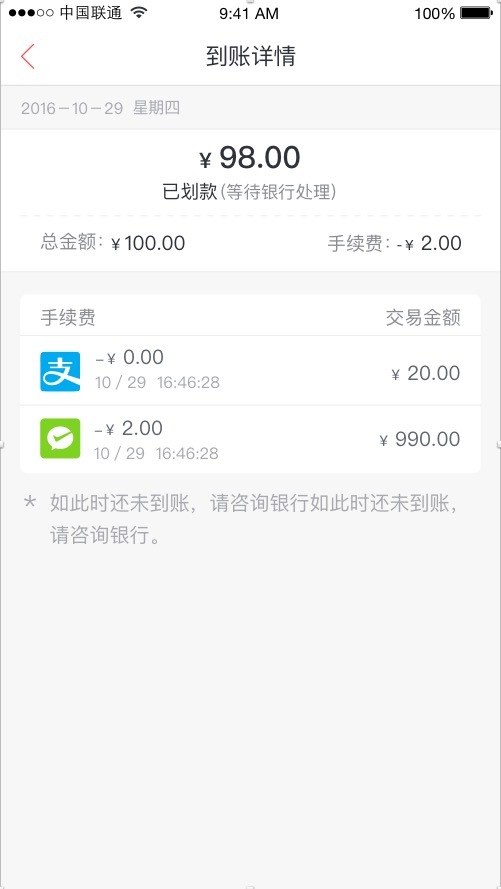 中国联通 9:41 AM 100%
到账详情
2016-10-29 星期四
¥ 98.00
已划款(等待银行处理)
总金额: ¥100.00 手续费: -¥ 2.00
手续费 交易金额
-¥ 0.00
10 / 29 16:46:28
¥ 20.00
-¥ 2.00
10 / 29 16:46:28
¥ 990.00
* 如此时还未到账，请咨询银行如此时还未到账，
请咨询银行。